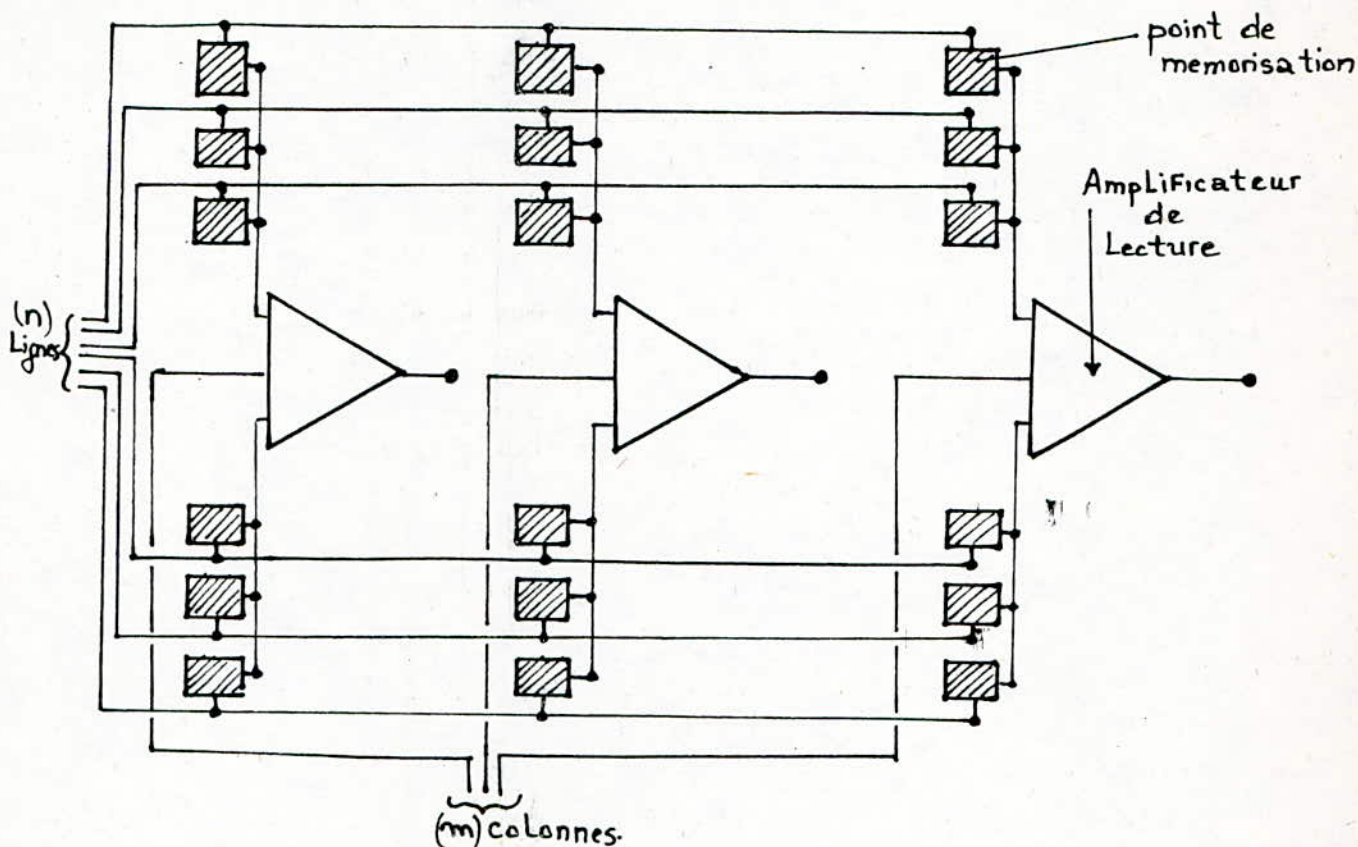 point de
memorisation
Amplificateur
de
Lecture
(n)
Lignes
(m) colonnes.